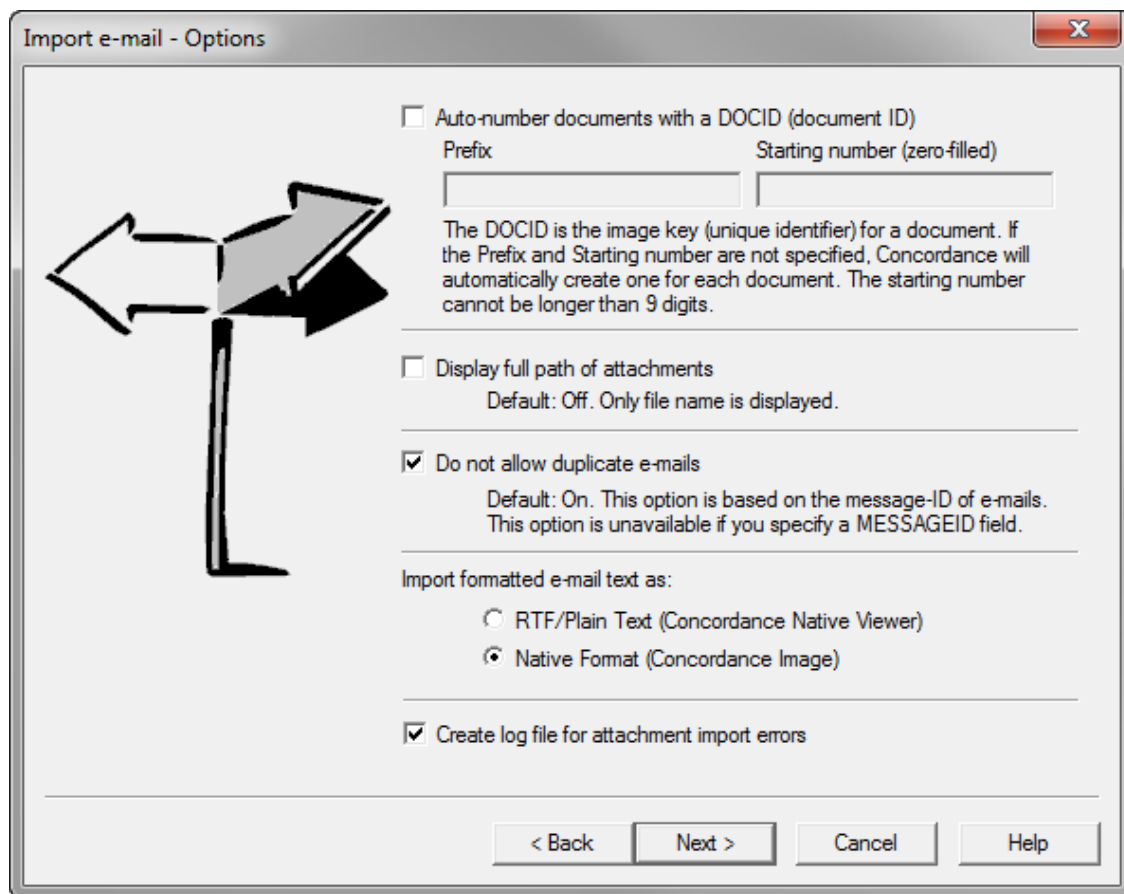 Import e-mail - Options
Auto-number documents with a DOCID (document ID)
Prefix Starting number (zero-filled)
The DOCID is the image key (unique identifier) for a document. If
the Prefix and Starting number are not specified, Concordance will
automatically create one for each document. The starting number
cannot be longer than 9 digits.
Display full path of attachments
Default: Off. Only file name is displayed.
Do not allow duplicate e-mails
Default: On. This option is based on the message-ID of e-mails.
This option is unavailable if you specify a MESSAGEID field.
Import formatted e-mail text as:
RTF/Plain Text (Concordance Native Viewer)
Native Format (Concordance Image)
Create log file for attachment import errors
< Back Next > Cancel Help